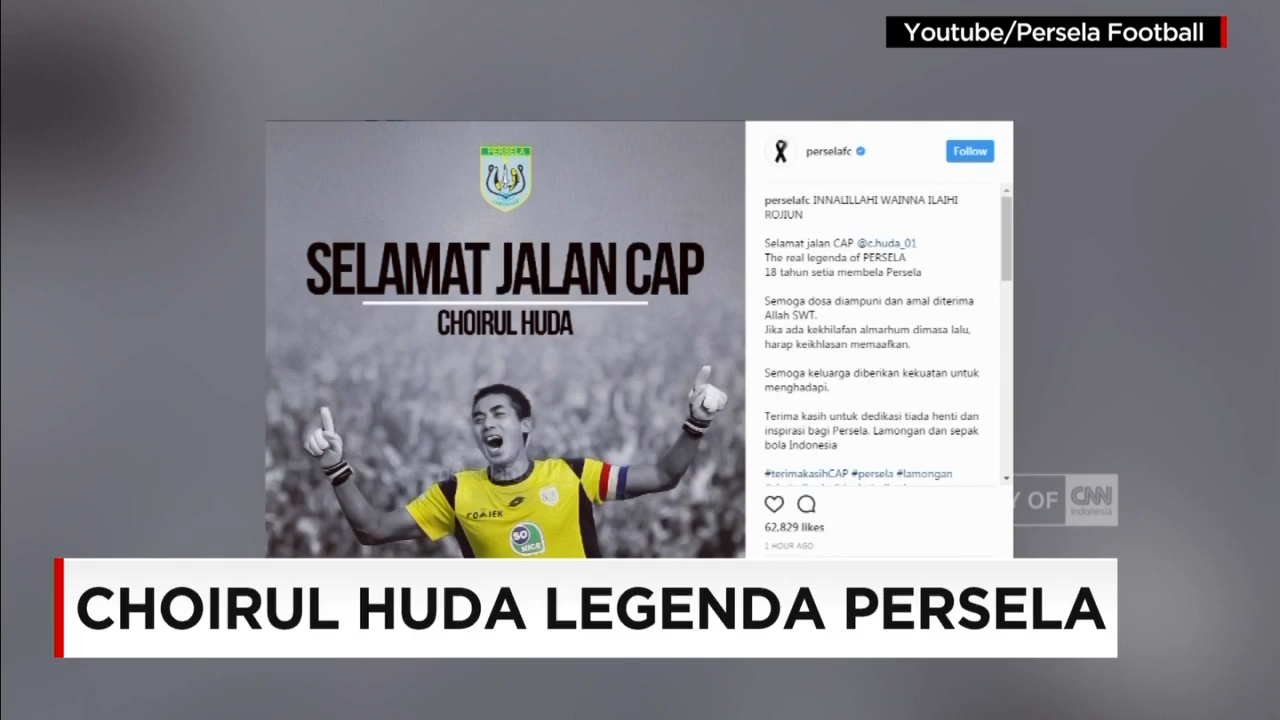 Youtube/Persela Football
PERSELA
SELAMAT JALAN CAP
CHOIRUL HUDA
SO
NICE
perselafc
Follow
perselafc INNALILLAHI WAINNA ILAIHI
ROJIUN
Selamat jalan CAP @c.huda_01
The real legenda of PERSELA
18 tahun setia membela Persela
Semoga dosa diampuni dan amal diterima
Allah SWT.
Jika ada kekhilafan almarhum dimasa lalu,
harap keikhlasan memaafkan.
Semoga keluarga diberikan kekuatan untuk
menghadapi.
Terima kasih untuk dedikasi tiada henti dan
inspirasi bagi Persela, Lamongan dan sepak
bola Indonesia
#terimakasihCAP #persela #lamongan
62,829 likes
1 HOUR AGO
Y OF CNN
Indonesia
CHOIRUL HUDA LEGENDA PERSELA